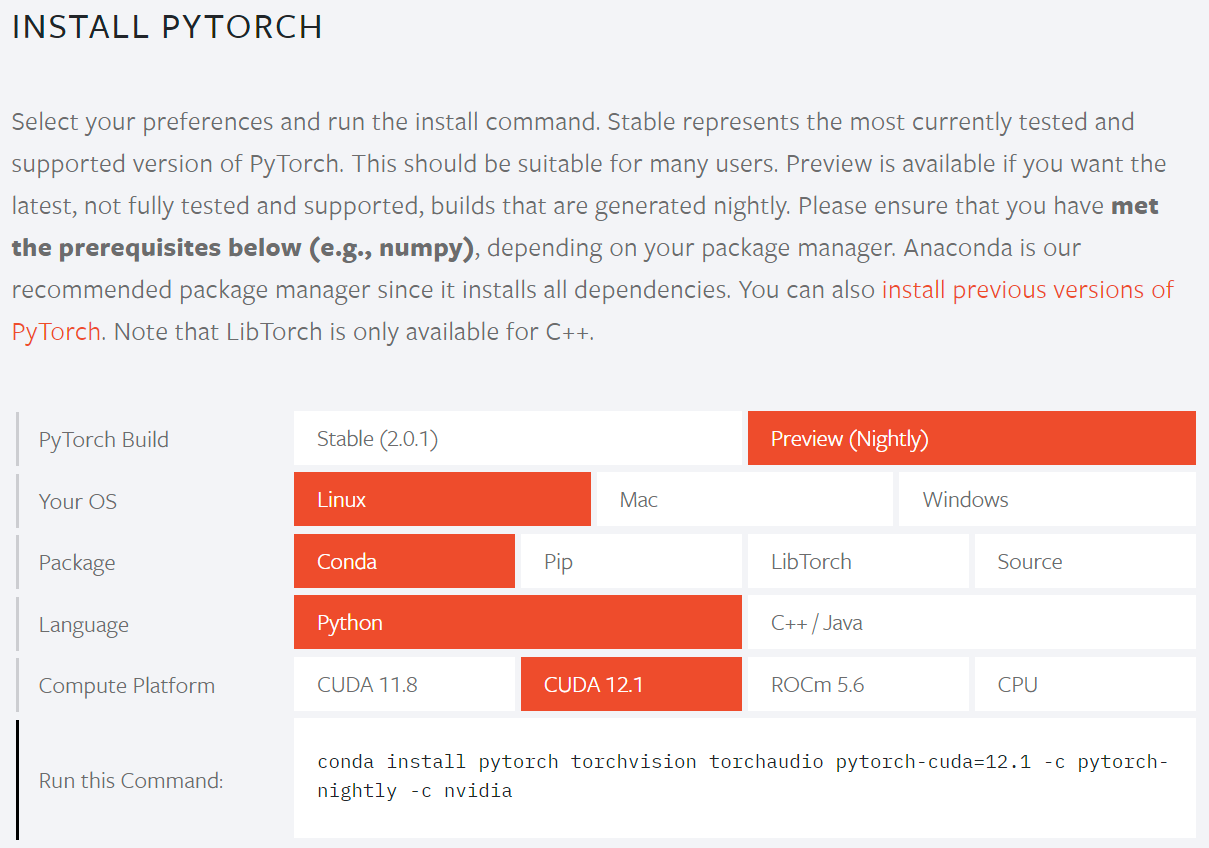 INSTALL PYTORCH
Select your preferences and run the install command. Stable represents the most currently tested and
supported version of PyTorch. This should be suitable for many users. Preview is available if you want the
latest, not fully tested and supported, builds that are generated nightly. Please ensure that you have met
the prerequisites below (e.g., numpy), depending on your package manager. Anaconda is our
recommended package manager since it installs all dependencies. You can also install previous versions of
PyTorch. Note that LibTorch is only available for C++.
PyTorch Build Stable (2.0.1) Preview (Nightly)
Your OS Linux Mac Windows
Package Conda Pip LibTorch Source
Language Python C++ / Java
Compute Platform CUDA 11.8 CUDA 12.1 ROCm 5.6 CPU
Run this Command: conda install pytorch torchvision torchaudio pytorch-cuda=12.1 -c pytorch-
nightly -c nvidia